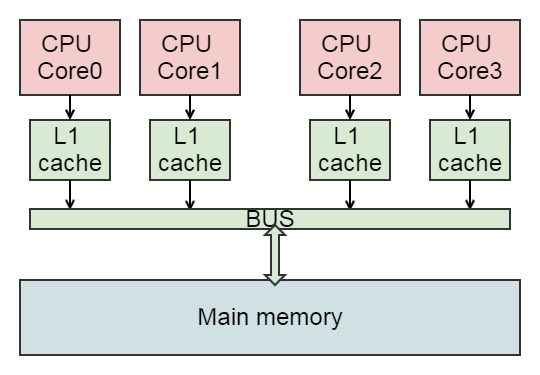 CPU
Core0
CPU
Core1
CPU
Core2
CPU
Core3
L1
cache
L1
cache
L1
cache
L1
cache
BUS
Main memory